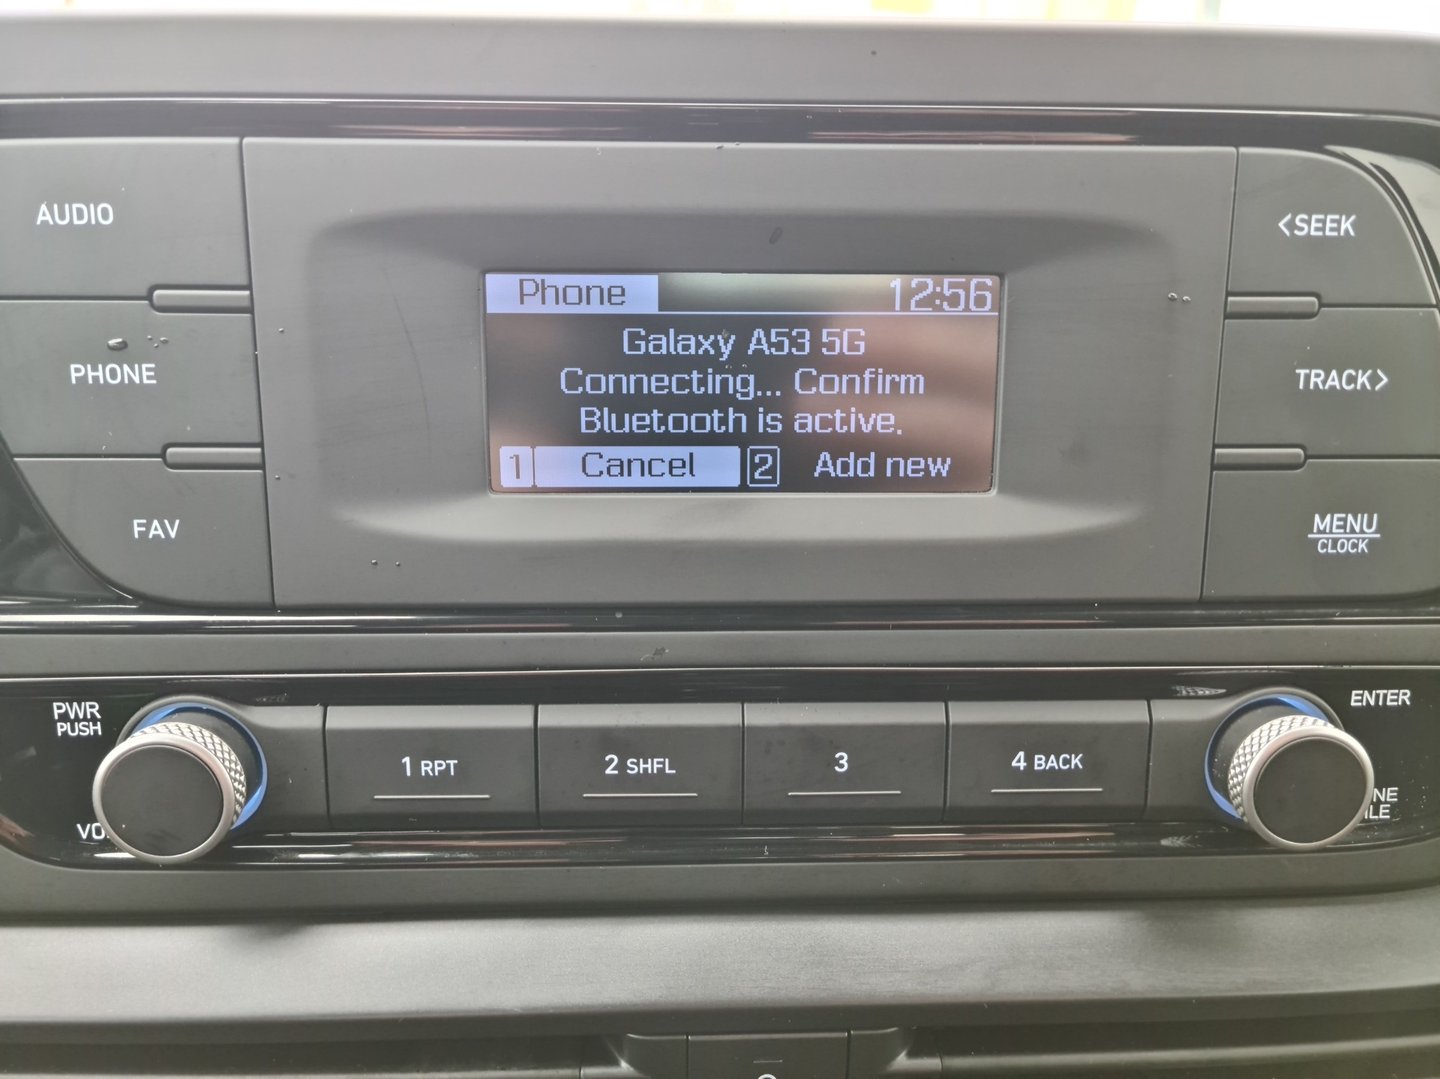 AUDIO
PHONE
FAV
Phone 12:56
Galaxy A53 5G
Connecting... Confirm
Bluetooth is active.
1 Cancel 2 Add new
<SEEK
TRACK>
MENU
CLOCK
PWR
PUSH
1 RPT
2 SHFL
3
4 BACK
ENTER